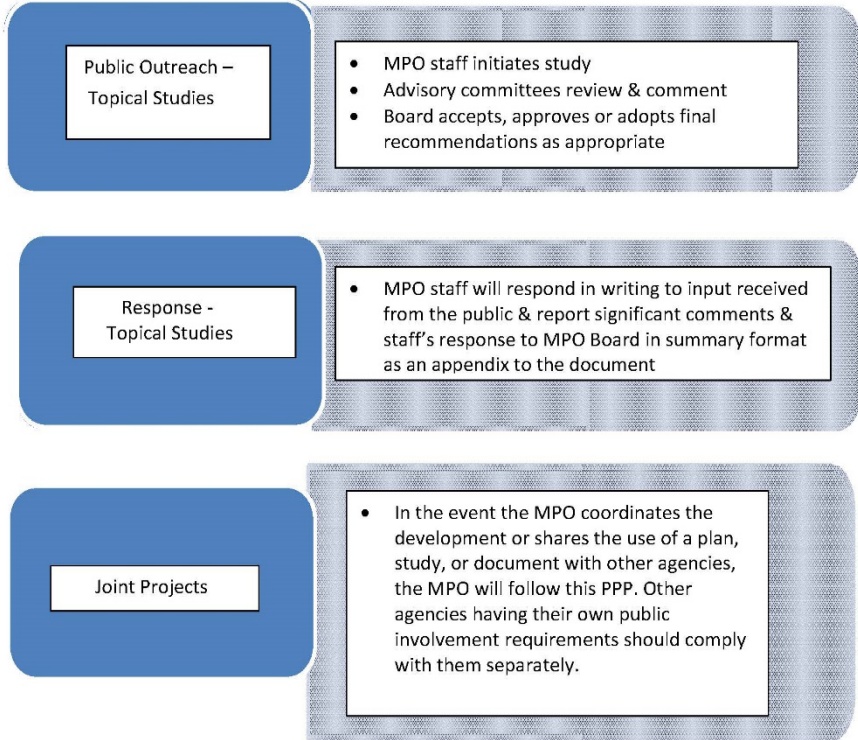 Public Outreach –
Topical Studies
• MPO staff initiates study
• Advisory committees review & comment
• Board accepts, approves or adopts final
recommendations as appropriate
Response -
Topical Studies
• MPO staff will respond in writing to input received
from the public & report significant comments &
staff’s response to MPO Board in summary format
as an appendix to the document
Joint Projects
• In the event the MPO coordinates the
development or shares the use of a plan,
study, or document with other agencies,
the MPO will follow this PPP. Other
agencies having their own public
involvement requirements should comply
with them separately.